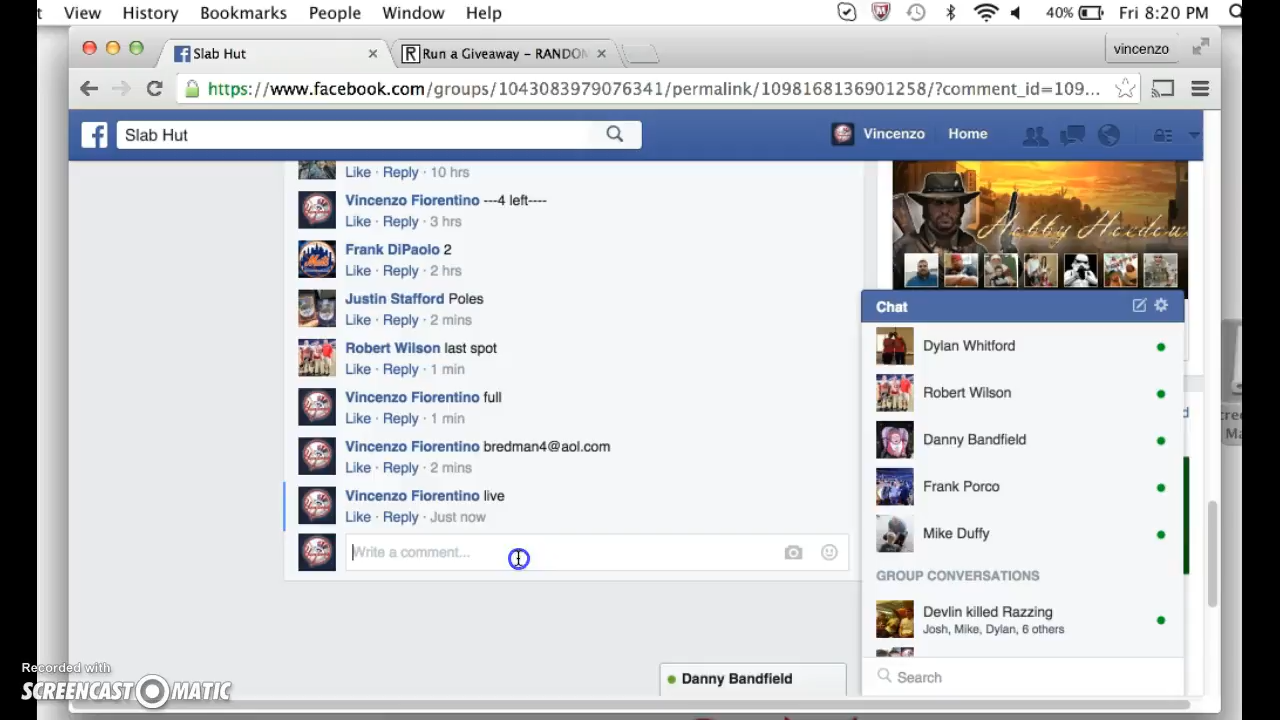 View History Bookmarks People Window Help 40% Fri 8:20 PM
Slab Hut Run a Giveaway – RANDOM vincenzo
https://www.facebook.com/groups/1043083979076341/permalink/1098168136901258/?comment_id=109...
Slab Hut Vincenzo Home
Like · Reply · 10 hrs
Vincenzo Fiorentino ---4 left----
Like · Reply · 3 hrs
Frank DiPaolo 2
Like · Reply · 2 hrs
Justin Stafford Poles
Like · Reply · 2 mins
Robert Wilson last spot
Like · Reply · 1 min
Vincenzo Fiorentino full
Like · Reply · 1 min
Vincenzo Fiorentino bredman4@aol.com
Like · Reply · 2 mins
Vincenzo Fiorentino live
Like · Reply · Just now
Write a comment...
Hobby Hoedown
Chat
Dylan Whitford
Robert Wilson
Danny Bandfield
Frank Porco
Mike Duffy
GROUP CONVERSATIONS
Devlin killed Razzing
Josh, Mike, Dylan, 6 others
Search
Danny Bandfield
Recorded with
SCREENCAST MATIC